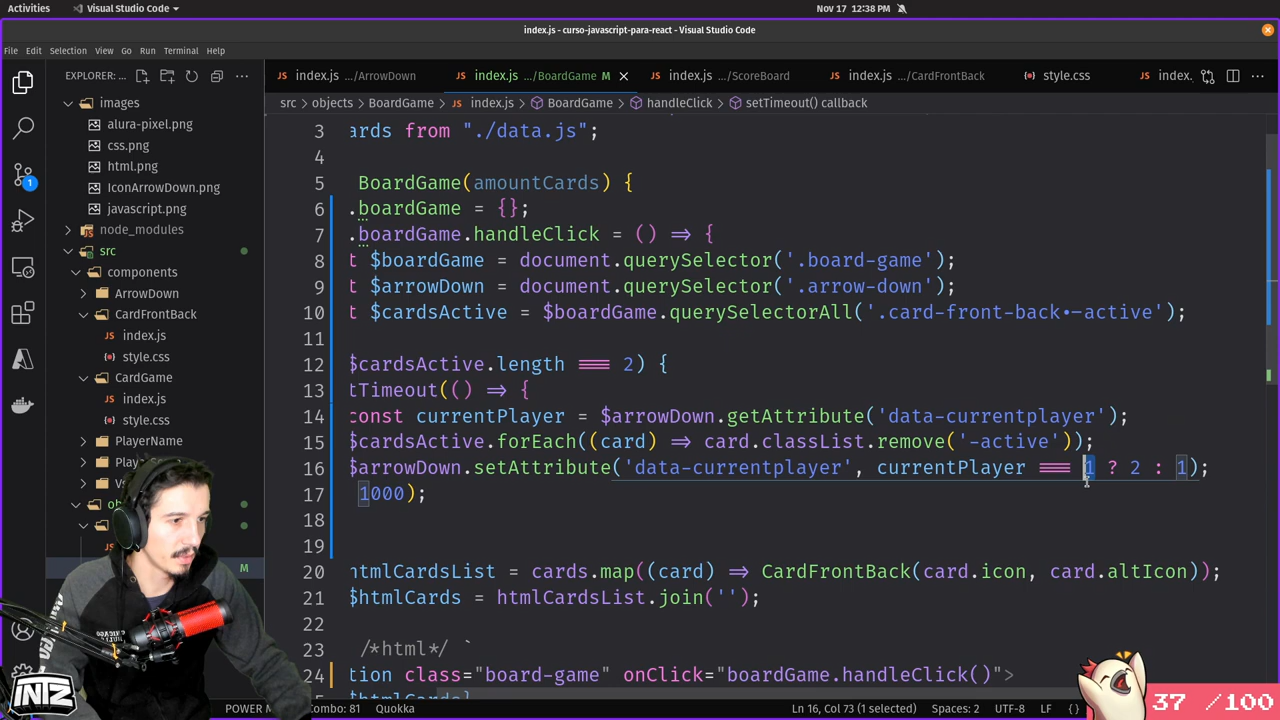 Activities
Visual Studio Code
Nov 17 12:38 PM
index.js - curso-javascript-para-react - Visual Studio Code
File Edit Selection View Go Run Terminal Help
EXPLORER: ...
index.js .../ArrowDown
index.js .../BoardGame M
index.js .../ScoreBoard
index.js .../CardFrontBack
style.css
index.
src > objects > BoardGame > index.js > BoardGame > handleClick > setTimeout() callback
images
alura-pixel.png
css.png
html.png
IconArrowDown.png
javascript.png
node_modules
src
components
ArrowDown
CardFrontBack
index.js
style.css
CardGame
index.js
style.css
PlayerName
M
3 ards from "./data.js";
4
5 BoardGame(amountCards) {
6 .boardGame = {};
7 .boardGame.handleClick = () => {
8 t $boardGame = document.querySelector('.board-game');
9 t $arrowDown = document.querySelector('.arrow-down');
10 t $cardsActive = $boardGame.querySelectorAll('.card-front-back.-active');
11
12 $cardsActive.length === 2) {
13 tTimeout(() => {
14 const currentPlayer = $arrowDown.getAttribute('data-currentplayer');
15 $cardsActive.forEach((card) => card.classList.remove('-active'));
16 $arrowDown.setAttribute('data-currentplayer', currentPlayer === 1 ? 2 : 1);
17 1000);
18
19
20 htmlCardsList = cards.map((card) => CardFrontBack(card.icon, card.altIcon));
21 $htmlCards = htmlCardsList.join('');
22
23 /*html*/ `
24 tion class="board-game" onClick="boardGame.handleClick()">
$htmlCards}
POWER M
Combo: 81
Quokka
Ln 16, Col 73 (1 selected)
Spaces: 2
UTF-8
LF
{ }
INTZ
37 /100